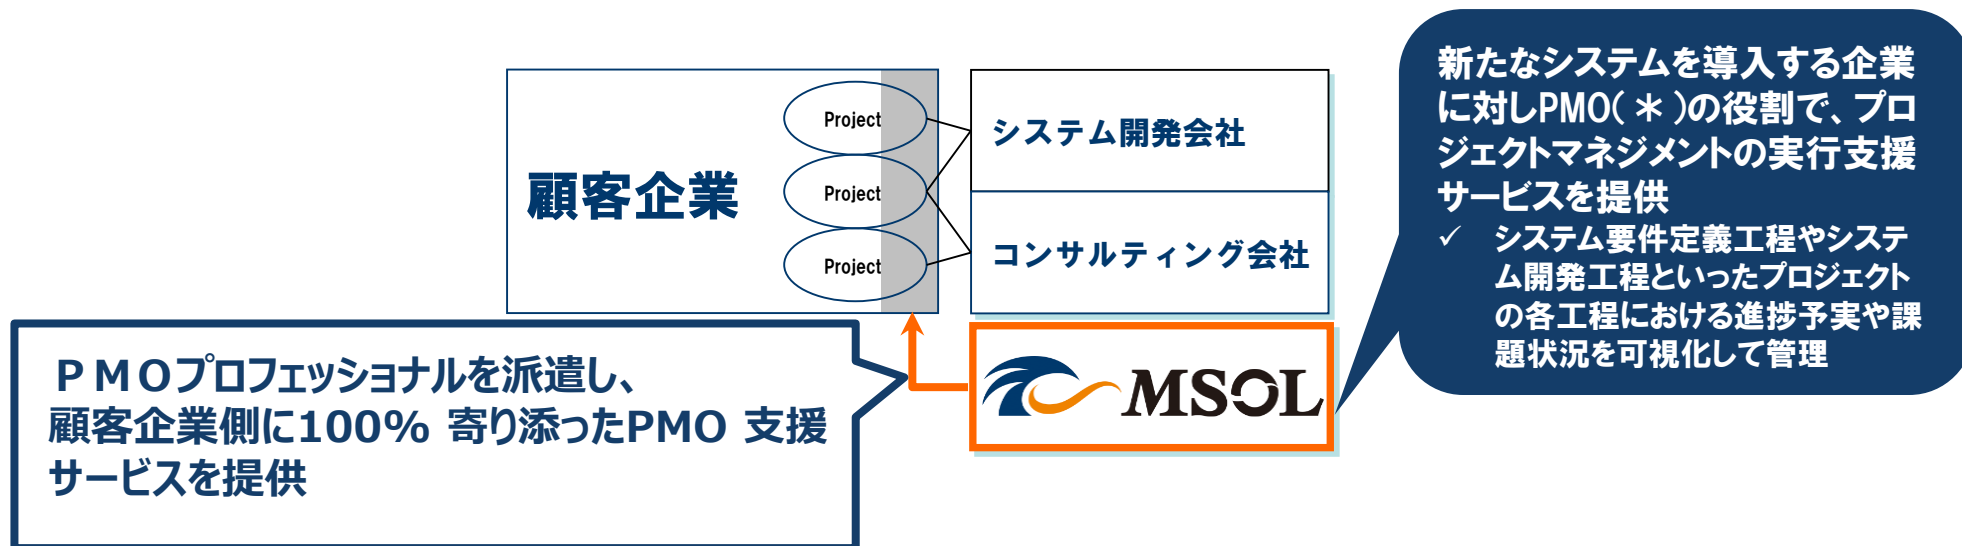 顧客企業
Project
Project
Project
システム開発会社
コンサルティング会社
MSOL
PMOプロフェッショナルを派遣し、
顧客企業側に100% 寄り添ったPMO 支援
サービスを提供
新たなシステムを導入する企業
に対しPMO(＊)の役割で、プロ
ジェクトマネジメントの実行支援
サービスを提供
✓ システム要件定義工程やシステ
ム開発工程といったプロジェクト
の各工程における進捗予実や課
題状況を可視化して管理